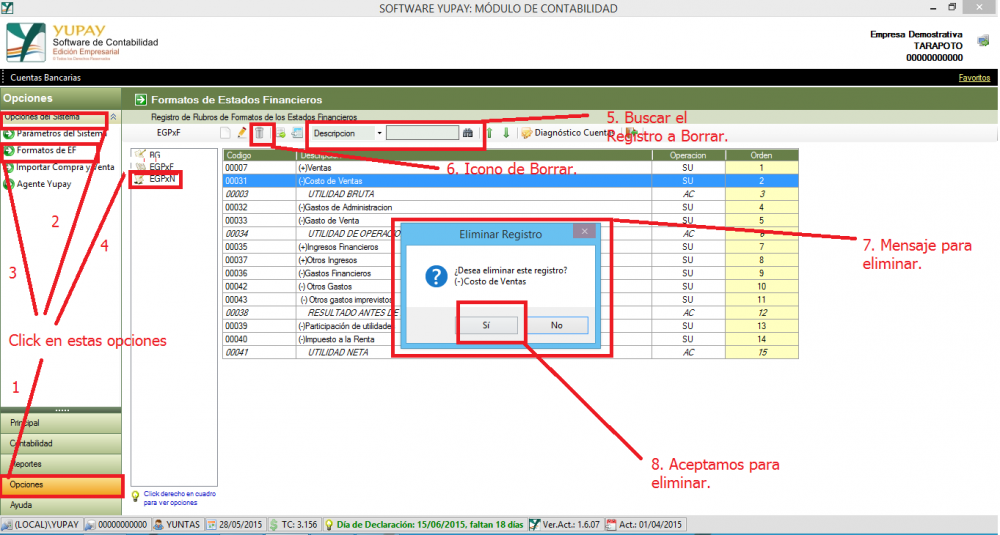 SOFTWARE YUPAY: MÓDULO DE CONTABILIDAD
YUPAY
Software de Contabilidad
Edición Empresarial
Empresa Demostrativa
TARAPOTO
00000000000
Cuentas Bancarias
Favoritos
Opciones
Formatos de Estados Financieros
Opciones del Sistema
Registro de Rubros de Formatos de los Estados Financieros
5. Buscar el
Registro a Borrar.
Parametros del Sistema
EGPxF
Descripcion
Diagnóstico Cuentas
Formatos de EF
Importar Compra y Venta
Agente Yupay
BG
EGPxF
EGPxN
6. Icono de Borrar.
Codigo Descripcion Operacion Orden
00007 (+)Ventas SU 1
00031 (-)Costo de Ventas SU 2
00003 UTILIDAD BRUTA AC 3
00032 (-)Gastos de Administracion SU 4
00033 (-)Gasto de Venta SU 5
00034 UTILIDAD DE OPERACIO AC 6
00035 (+)Ingresos Financieros SU 7
00037 (+)Otros Ingresos SU 8
00036 (-)Gastos Financieros SU 9
00042 (-) Otros Gastos SU 10
00043 (-) Otros gastos imprevistos SU 11
00038 RESULTADO ANTES DE AC 12
00039 (-)Participación de utilidades SU 13
00040 (-)Impuesto a la Renta SU 14
00041 UTILIDAD NETA AC 15
Eliminar Registro
¿Desea eliminar este registro?
(-)Costo de Ventas
Sí No
7. Mensaje para
eliminar.
2
4
3
Click en estas opciones
1
8. Aceptamos para
eliminar.
Principal
Contabilidad
Reportes
Opciones
Ayuda
Click derecho en cuadro
para ver opciones
(LOCAL)\YUPAY 00000000000 YUNTAS 28/05/2015 TC: 3.156 Día de Declaración: 15/06/2015, faltan 18 días Ver.Act.: 1.6.07 Act.: 01/04/2015